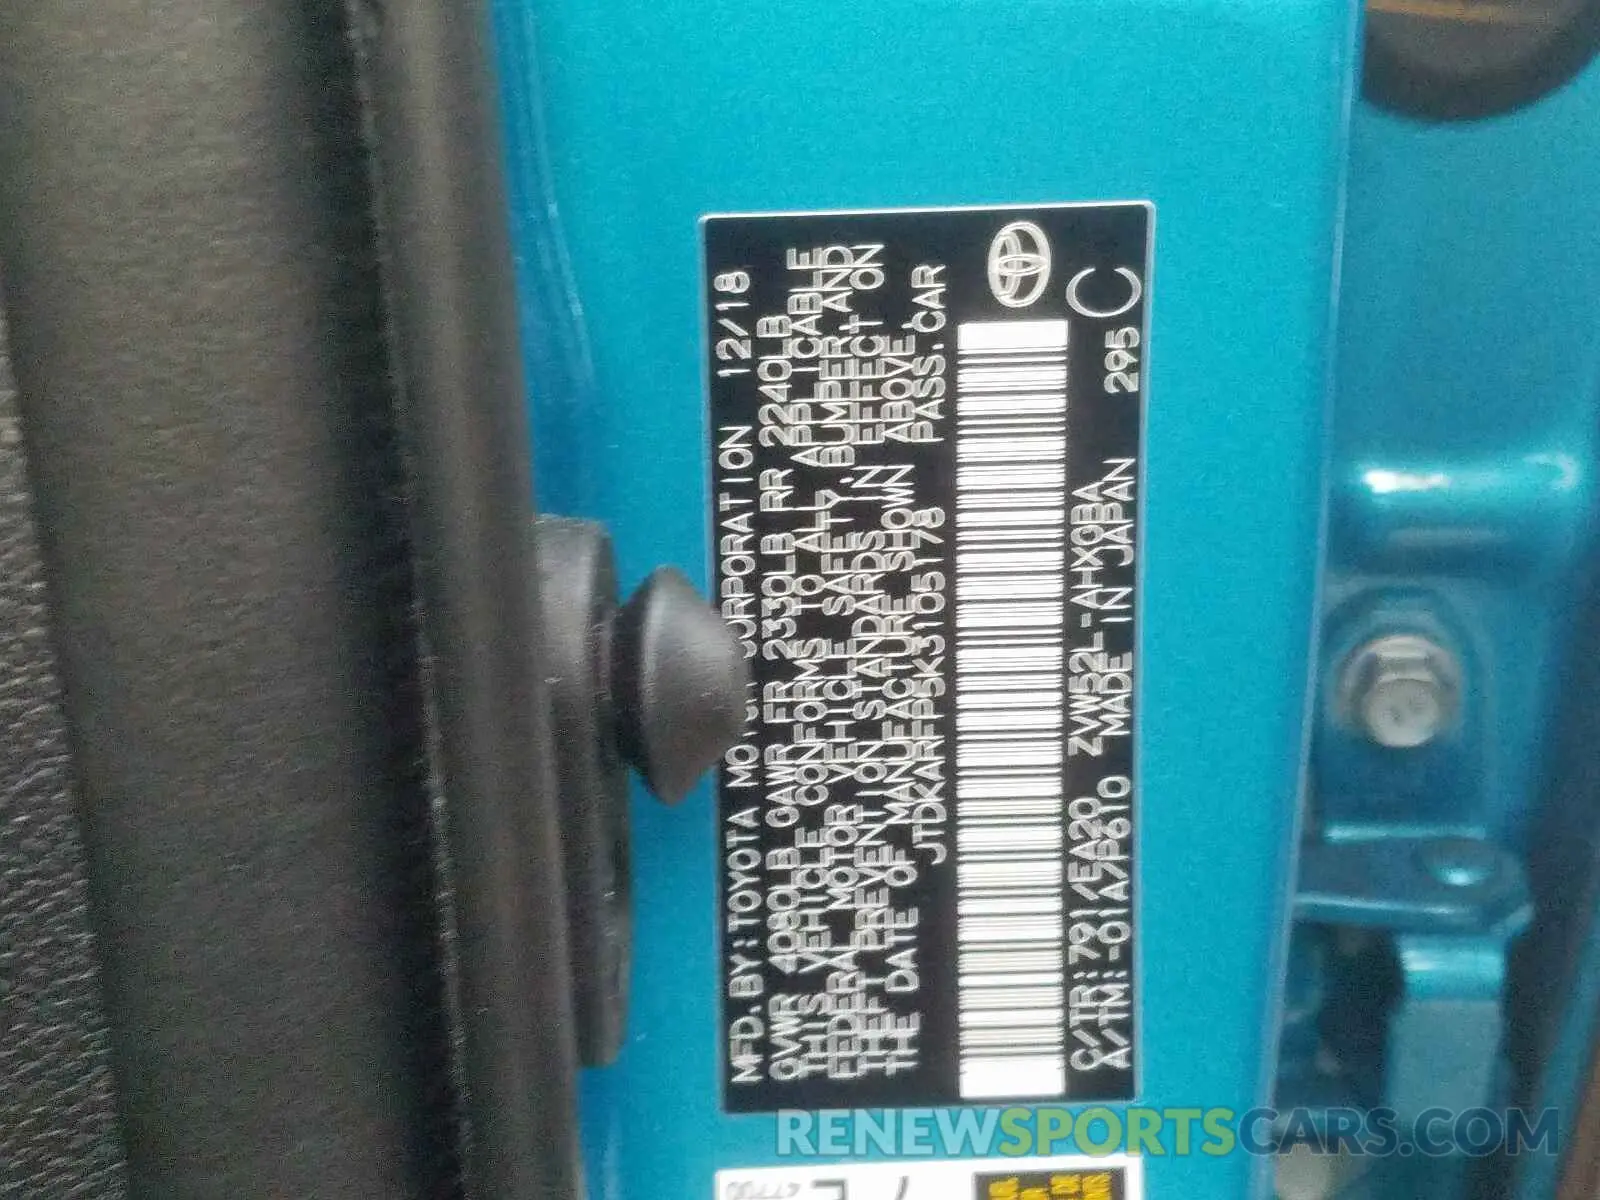 MFD. BY: TOYOTA MOTOR CORPORATION 12/18
GVWR 4080LB GAWR FR 2330LB RR 2240LB
THIS VEHICLE CONFORMS TO ALL APPLICABLE
FEDERAL MOTOR VEHICLE SAFETY, BUMPER, AND
THEFT PREVENTION STANDARDS IN EFFECT ON
THE DATE OF MANUFACTURE SHOWN ABOVE.
JTDKARFP5K3105178 PASS. CAR
C/TR: 791/EA20 ZVW52L-AHXQBA
A/TM: -01A/P610 MADE IN JAPAN 295 C
RENEWSPORTSCARS.COM